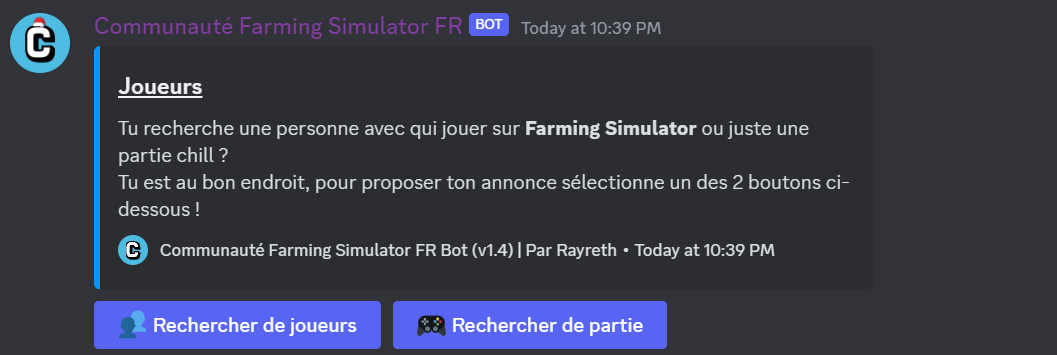 Communauté Farming Simulator FR BOT Today at 10:39 PM
C
Joueurs
Tu recherche une personne avec qui jouer sur Farming Simulator ou juste une
partie chill ?
Tu est au bon endroit, pour proposer ton annonce sélectionne un des 2 boutons ci-
dessous !
C Communauté Farming Simulator FR Bot (v1.4) | Par Rayreth • Today at 10:39 PM
Rechercher de joueurs Rechercher de partie